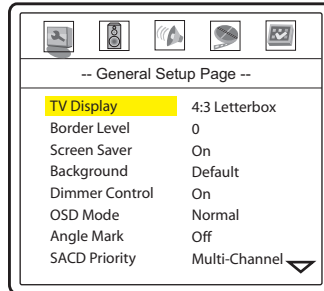 -- General Setup Page --
TV Display 4:3 Letterbox
Border Level 0
Screen Saver On
Background Default
Dimmer Control On
OSD Mode Normal
Angle Mark Off
SACD Priority Multi-Channel